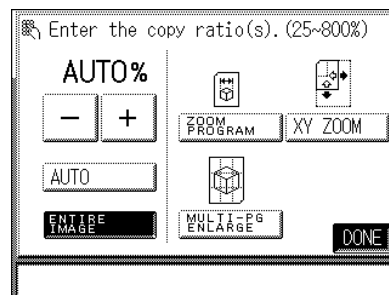 Enter the copy ratio(s).(25~800%)
AUTO%
− +
ZOOM
PROGRAM
XY ZOOM
AUTO
ENTIRE
IMAGE
MULTI-PG
ENLARGE
DONE